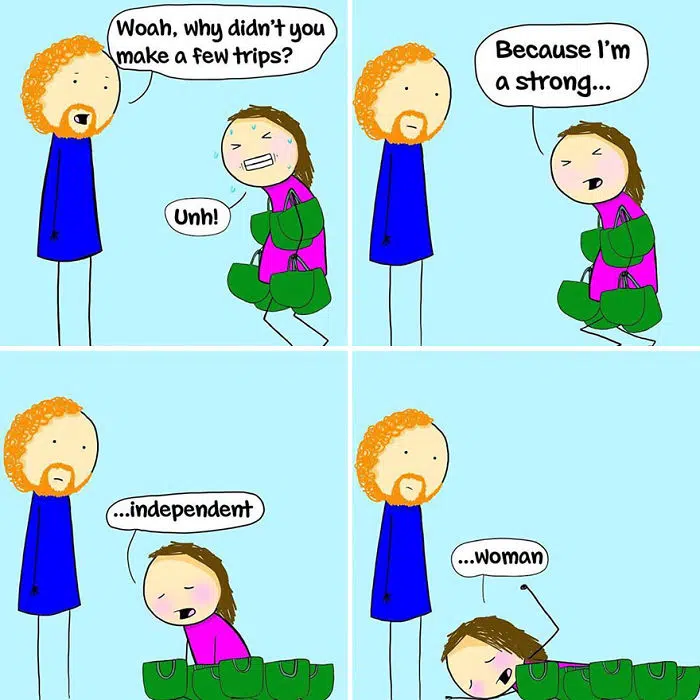 Woah, why didn't you
make a few trips?
Unh!
Because I'm
a strong...
...independent
...woman